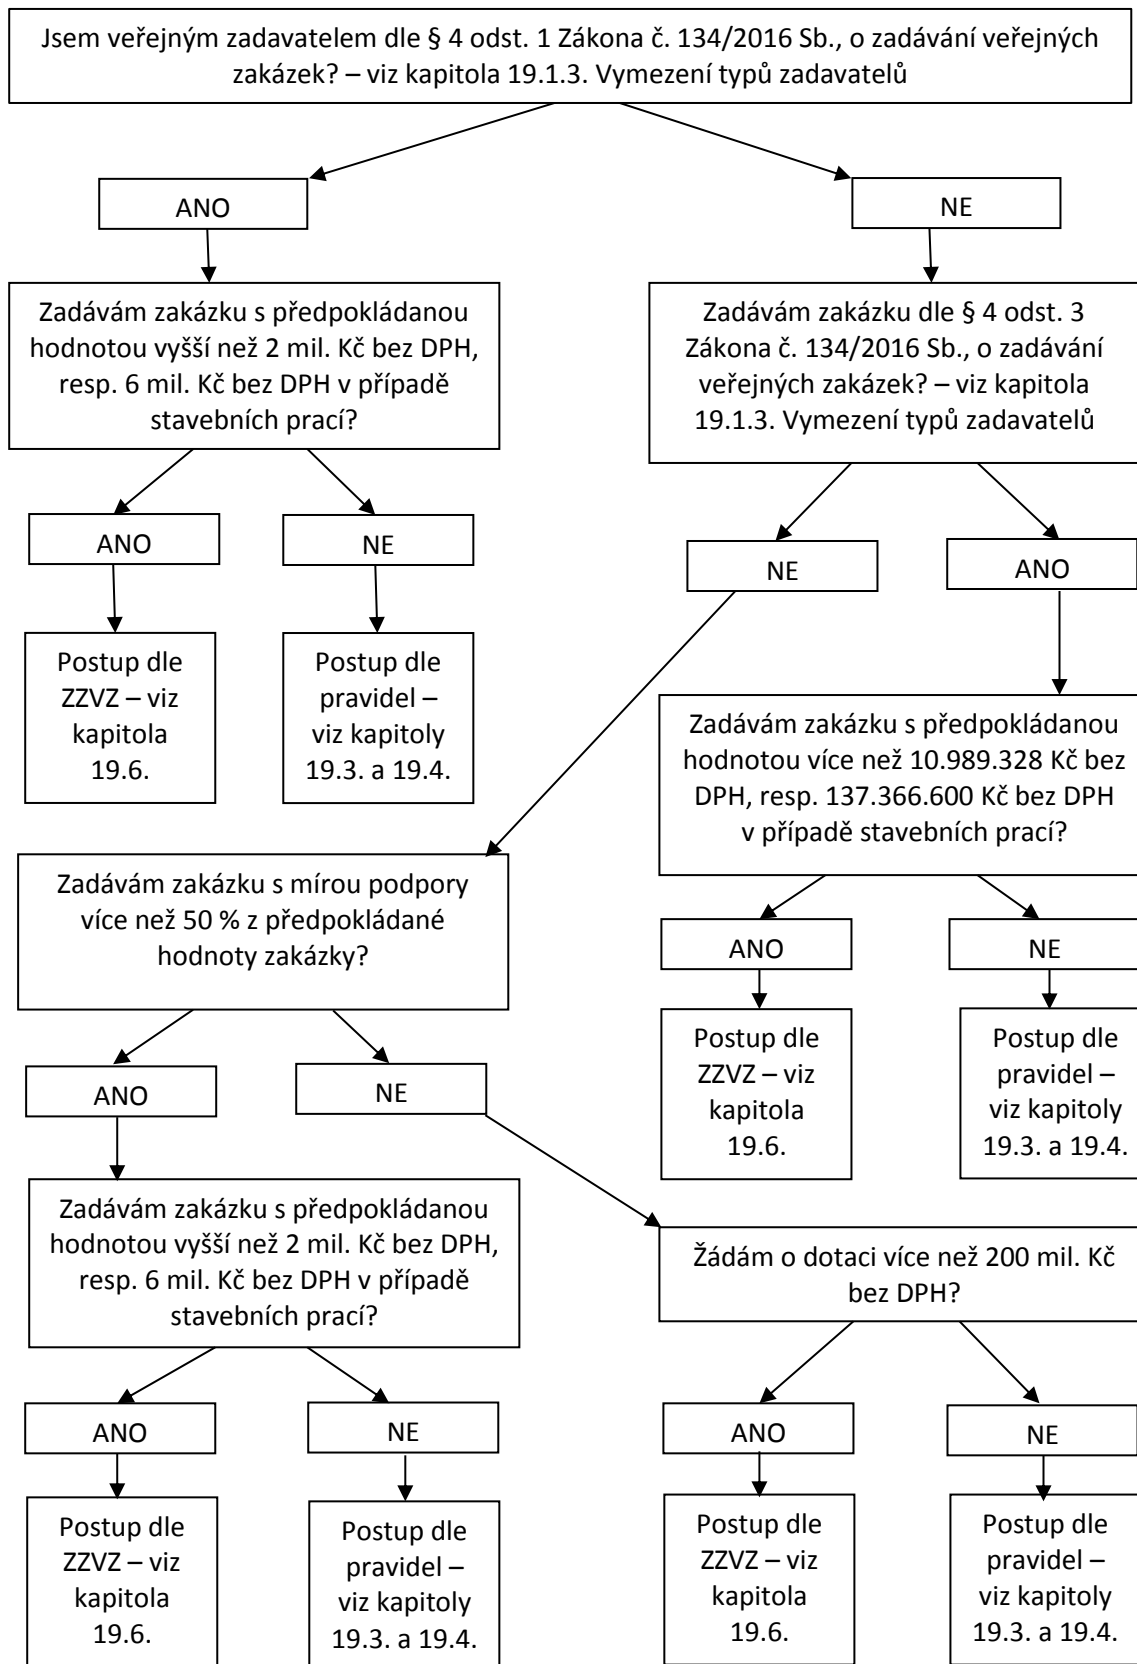 Jsem veřejným zadavatelem dle § 4 odst. 1 Zákona č. 134/2016 Sb., o zadávání veřejných
zakázek? – viz kapitola 19.1.3. Vymezení typů zadavatelů
ANO
NE
Zadávám zakázku s předpokládanou
hodnotou vyšší než 2 mil. Kč bez DPH,
resp. 6 mil. Kč bez DPH v případě
stavebních prací?
Zadávám zakázku dle § 4 odst. 3
Zákona č. 134/2016 Sb., o zadávání
veřejných zakázek? – viz kapitola
19.1.3. Vymezení typů zadavatelů
ANO
NE
NE
ANO
Postup dle
ZZVZ – viz
kapitola
19.6.
Postup dle
pravidel –
viz kapitoly
19.3. a 19.4.
Zadávám zakázku s předpokládanou
hodnotou více než 10.989.328 Kč bez
DPH, resp. 137.366.600 Kč bez DPH
v případě stavebních prací?
Zadávám zakázku s mírou podpory
více než 50 % z předpokládané
hodnoty zakázky?
ANO
NE
Postup dle
ZZVZ – viz
kapitola
19.6.
Postup dle
pravidel –
viz kapitoly
19.3. a 19.4.
ANO
NE
Zadávám zakázku s předpokládanou
hodnotou vyšší než 2 mil. Kč bez DPH,
resp. 6 mil. Kč bez DPH v případě
stavebních prací?
Žádám o dotaci více než 200 mil. Kč
bez DPH?
ANO
NE
ANO
NE
Postup dle
ZZVZ – viz
kapitola
19.6.
Postup dle
pravidel –
viz kapitoly
19.3. a 19.4.
Postup dle
ZZVZ – viz
kapitola
19.6.
Postup dle
pravidel –
viz kapitoly
19.3. a 19.4.